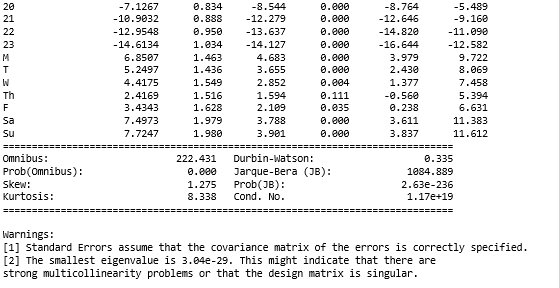 20 -7.1267 0.834 -8.544 0.000 -8.764 -5.489
21 -10.9032 0.888 -12.279 0.000 -12.646 -9.160
22 -12.9548 0.950 -13.637 0.000 -14.820 -11.090
23 -14.6134 1.034 -14.127 0.000 -16.644 -12.582
M 6.8507 1.463 4.683 0.000 3.979 9.722
T 5.2497 1.436 3.655 0.000 2.430 8.069
W 4.4175 1.549 2.852 0.004 1.377 7.458
Th 2.4169 1.516 1.594 0.111 -0.560 5.394
F 3.4343 1.628 2.109 0.035 0.238 6.631
Sa 7.4973 1.979 3.788 0.000 3.611 11.383
Su 7.7247 1.980 3.901 0.000 3.837 11.612
==============================================================================
Omnibus: 222.431 Durbin-Watson: 0.335
Prob(Omnibus): 0.000 Jarque-Bera (JB): 1084.889
Skew: 1.275 Prob(JB): 2.63e-236
Kurtosis: 8.338 Cond. No. 1.17e+19
==============================================================================
Warnings:
[1] Standard Errors assume that the covariance matrix of the errors is correctly specified.
[2] The smallest eigenvalue is 3.04e-29. This might indicate that there are
strong multicollinearity problems or that the design matrix is singular.